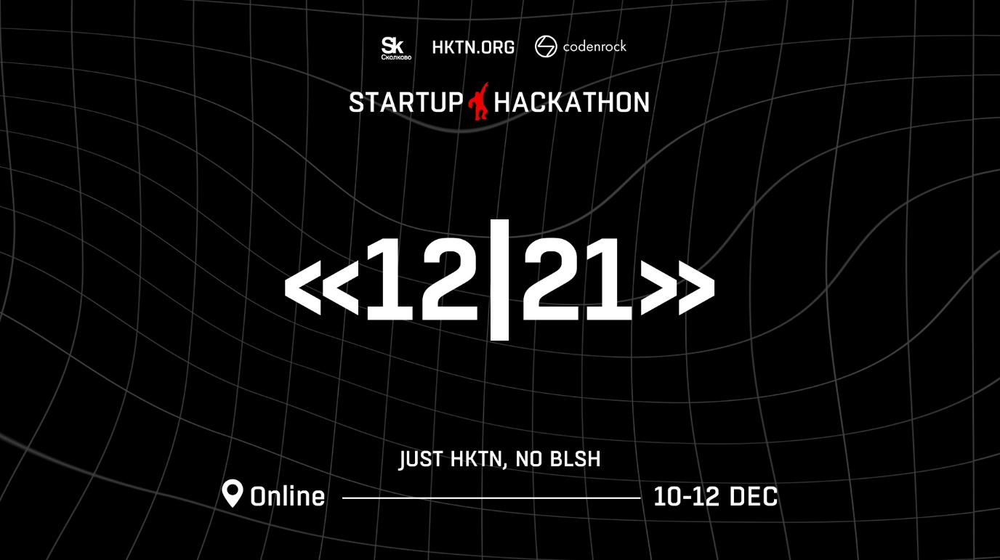 Sk
Сколково
HKTN.ORG
codenrock
STARTUP HACKATHON
<<12|21>>
JUST HKTN, NO BLSH
Online
10-12 DEC